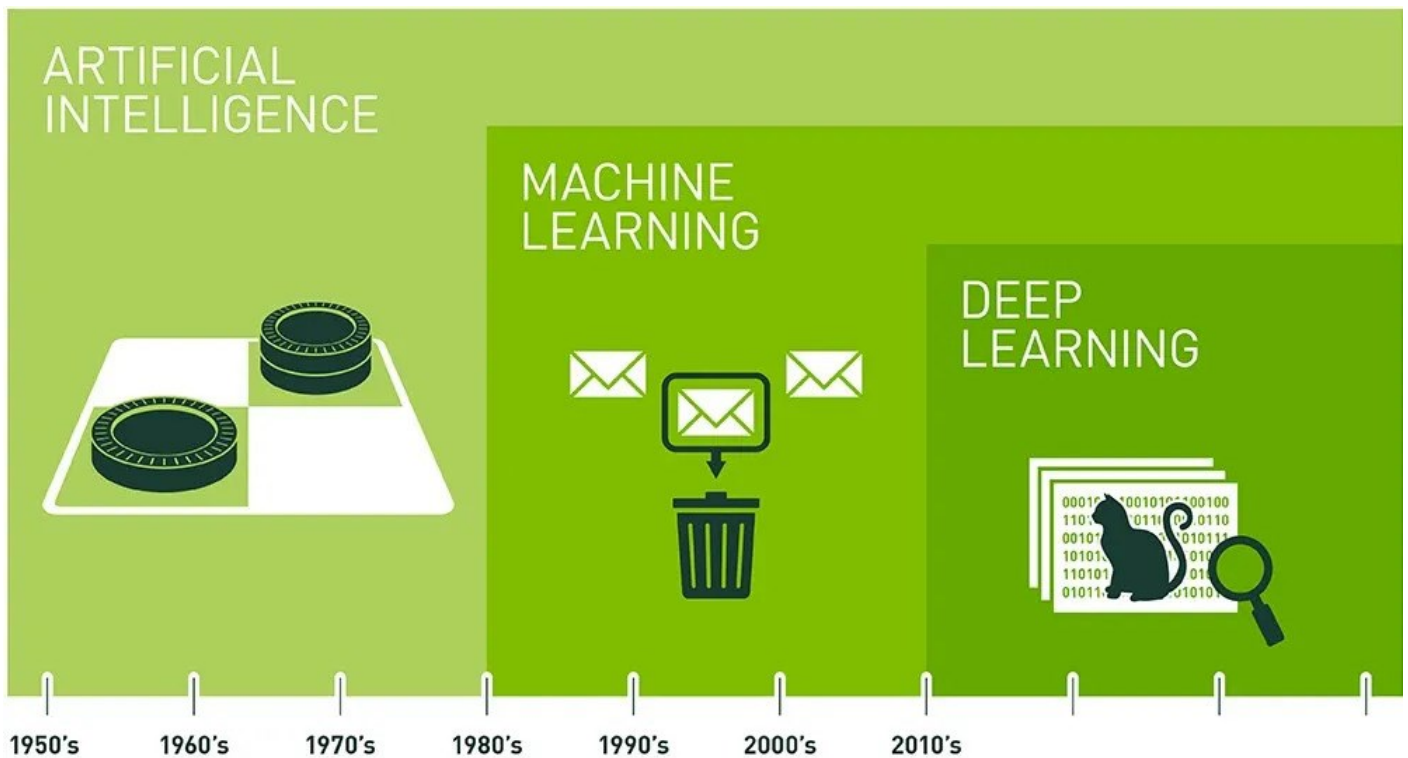 ARTIFICIAL
INTELLIGENCE
MACHINE
LEARNING
DEEP
LEARNING
1950's
1960's
1970's
1980's
1990's
2000's
2010's